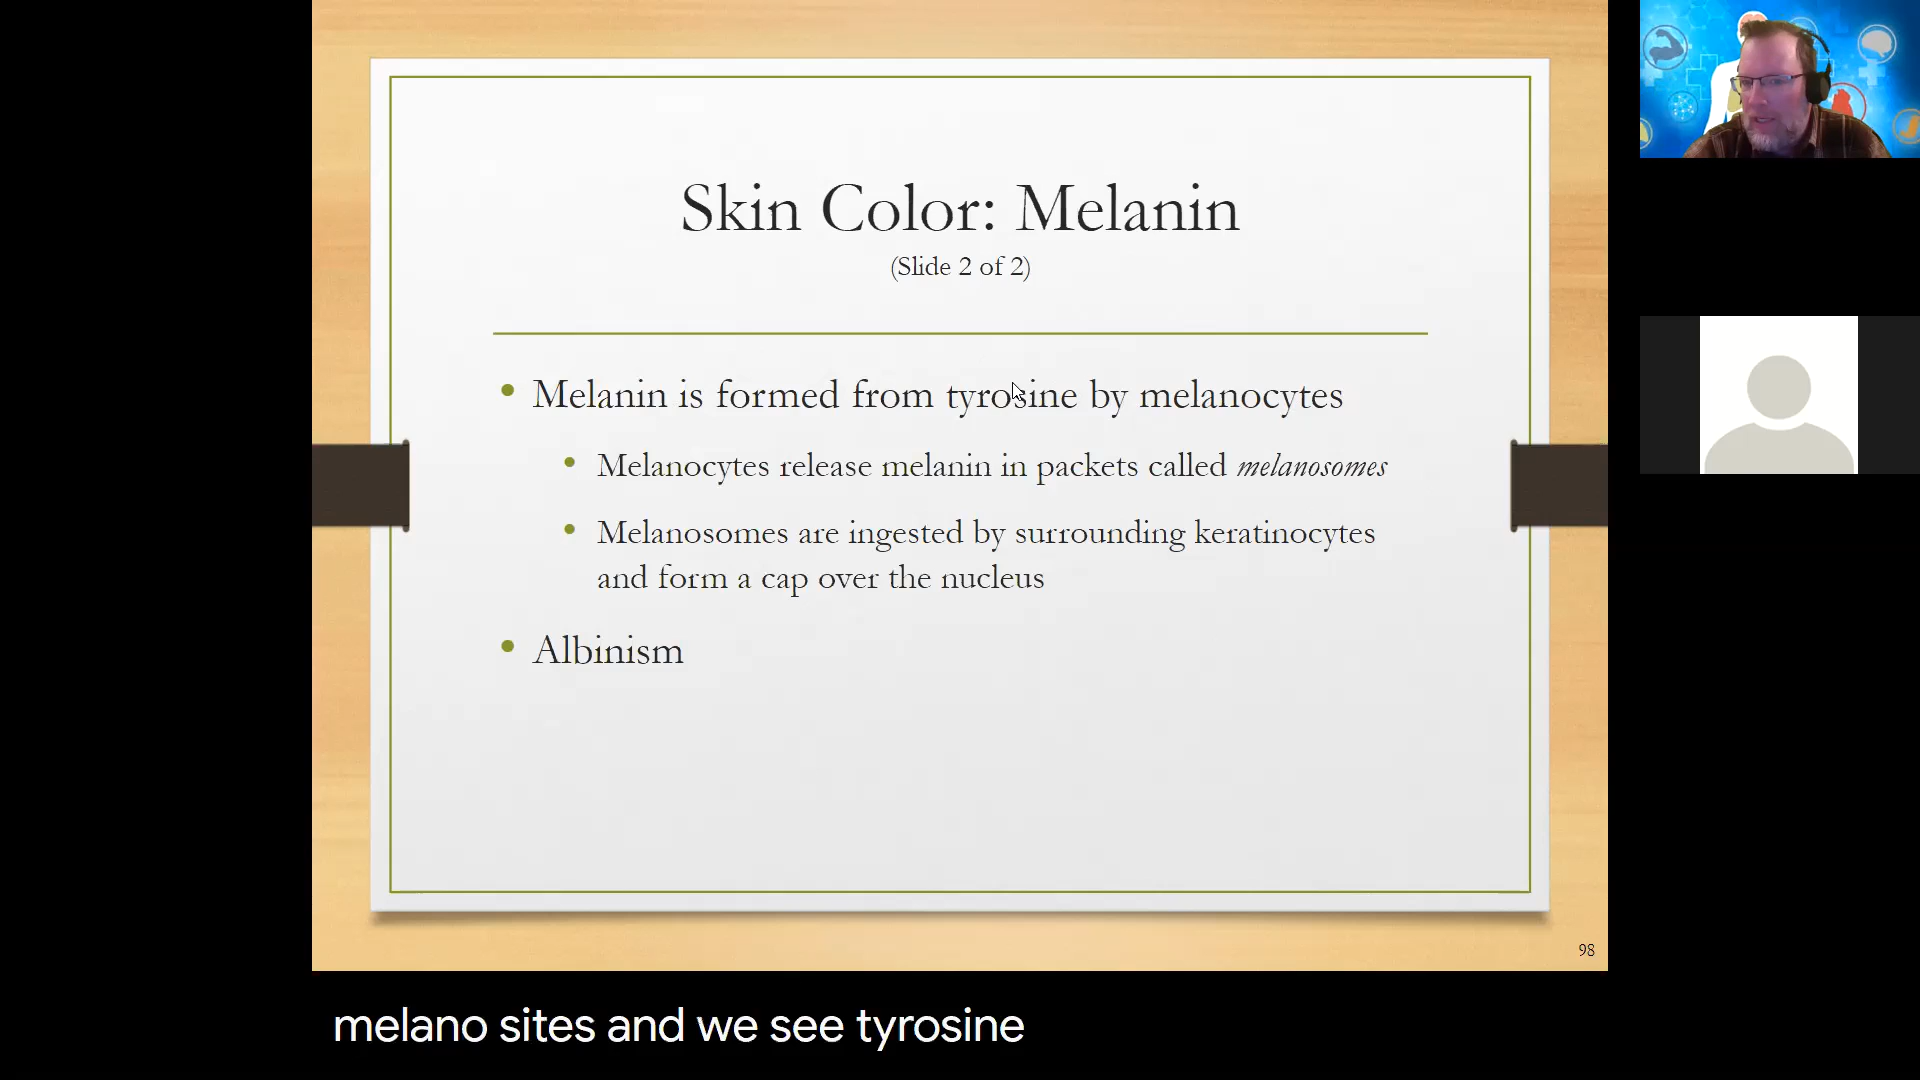 Skin Color: Melanin
(Slide 2 of 2)
• Melanin is formed from tyrosine by melanocytes
• Melanocytes release melanin in packets called melanosomes
• Melanosomes are ingested by surrounding keratinocytes
and form a cap over the nucleus
• Albinism
98
melano sites and we see tyrosine